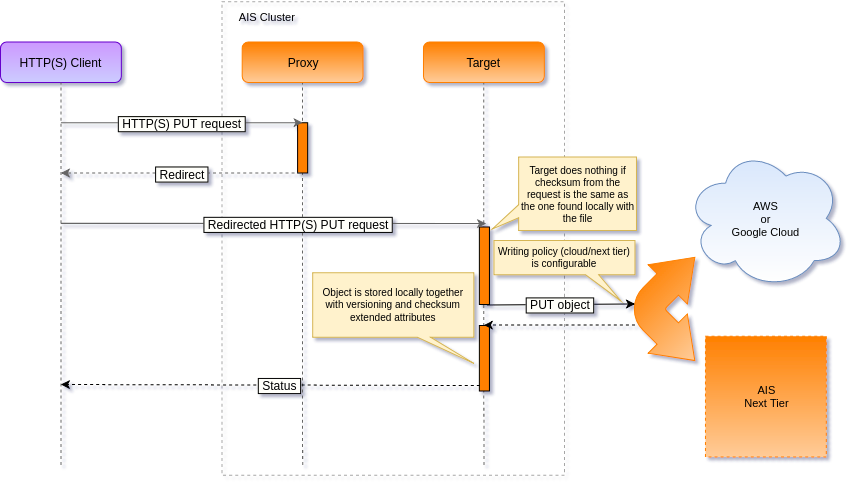 AIS Cluster
HTTP(S) Client
Proxy
Target
HTTP(S) PUT request
Redirect
Target does nothing if
checksum from the
request is the same as
the one found locally with
the file
AWS
or
Google Cloud
Redirected HTTP(S) PUT request
Writing policy (cloud/next tier)
is configurable
Object is stored locally together
with versioning and checksum
extended attributes
PUT object
Status
AIS
Next Tier